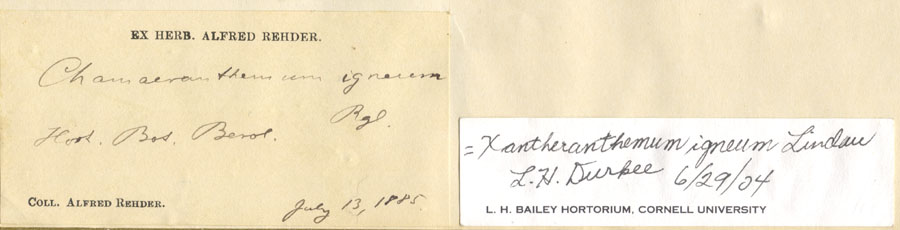 EX HERB. ALFRED REHDER.
Chamaeranthemum igneum
Rgl.
Hort. Bot. Berol.
COLL. ALFRED REHDER.
July 13, 1885.
=Xantheranthemum igneum Lindau
L.H. Durkee 6/29/04
L. H. BAILEY HORTORIUM, CORNELL UNIVERSITY